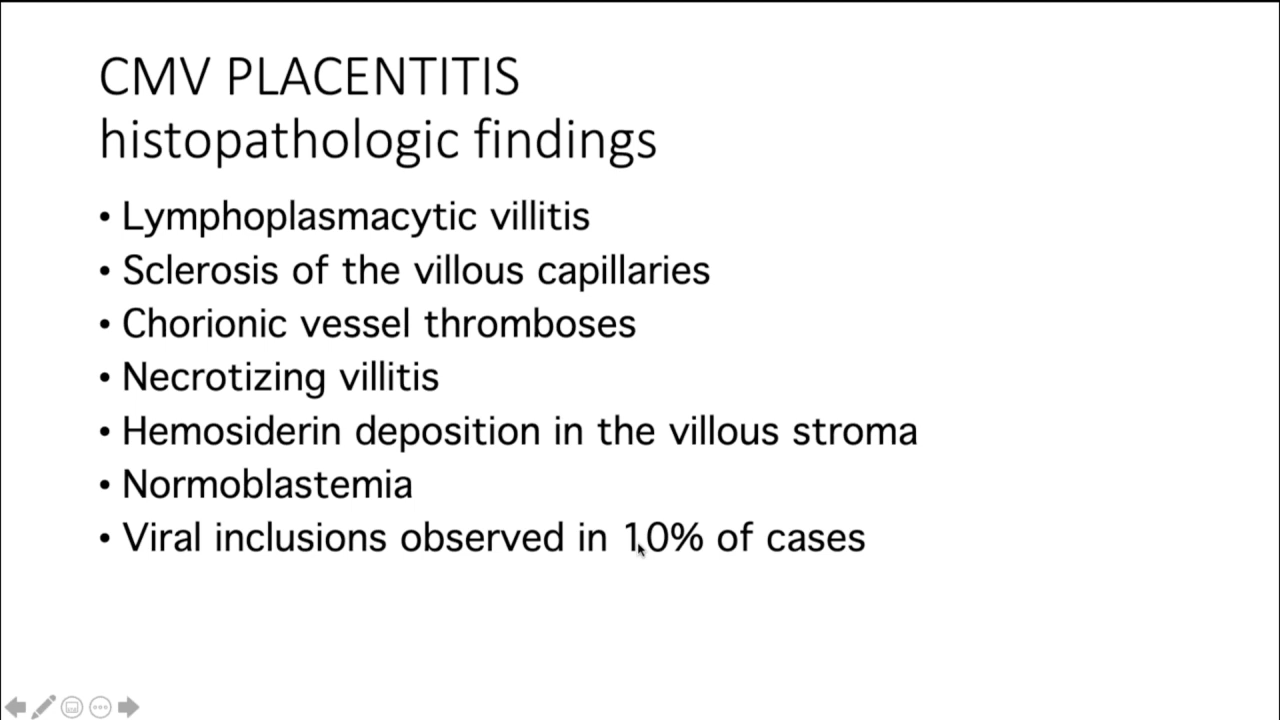 CMV PLACENTITIS
histopathologic findings
• Lymphoplasmacytic villitis
• Sclerosis of the villous capillaries
• Chorionic vessel thromboses
• Necrotizing villitis
• Hemosiderin deposition in the villous stroma
• Normoblastemia
• Viral inclusions observed in 10% of cases